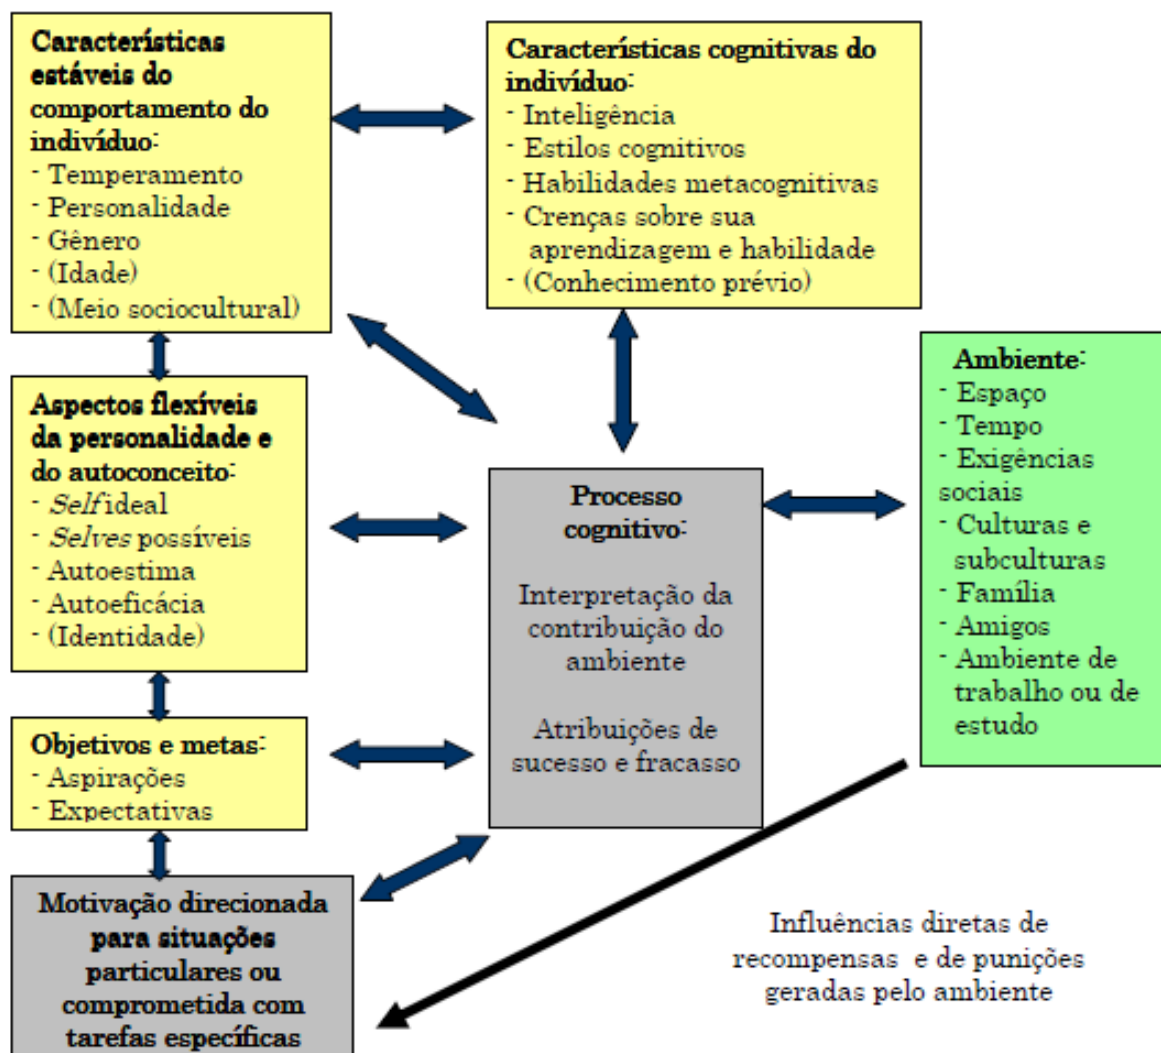 Características
estáveis do
comportamento do
indivíduo:
- Temperamento
- Personalidade
- Gênero
- (Idade)
- (Meio sociocultural)
Características cognitivas do
indivíduo:
- Inteligência
- Estilos cognitivos
- Habilidades metacognitivas
- Crenças sobre sua
aprendizagem e habilidade
- (Conhecimento prévio)
Aspectos flexíveis
da personalidade e
do autoconceito:
- Self ideal
- Selves possíveis
- Autoestima
- Autoeficácia
- (Identidade)
Processo
cognitivo:
Interpretação da
contribuição do
ambiente
Atribuições de
sucesso e fracasso
Ambiente:
- Espaço
- Tempo
- Exigências
sociais
- Culturas e
subculturas
- Família
- Amigos
- Ambiente de
trabalho ou de
estudo
Objetivos e metas:
- Aspirações
- Expectativas
Motivação direcionada
para situações
particulares ou
comprometida com
tarefas específicas
Influências diretas de
recompensas e de punições
geradas pelo ambiente